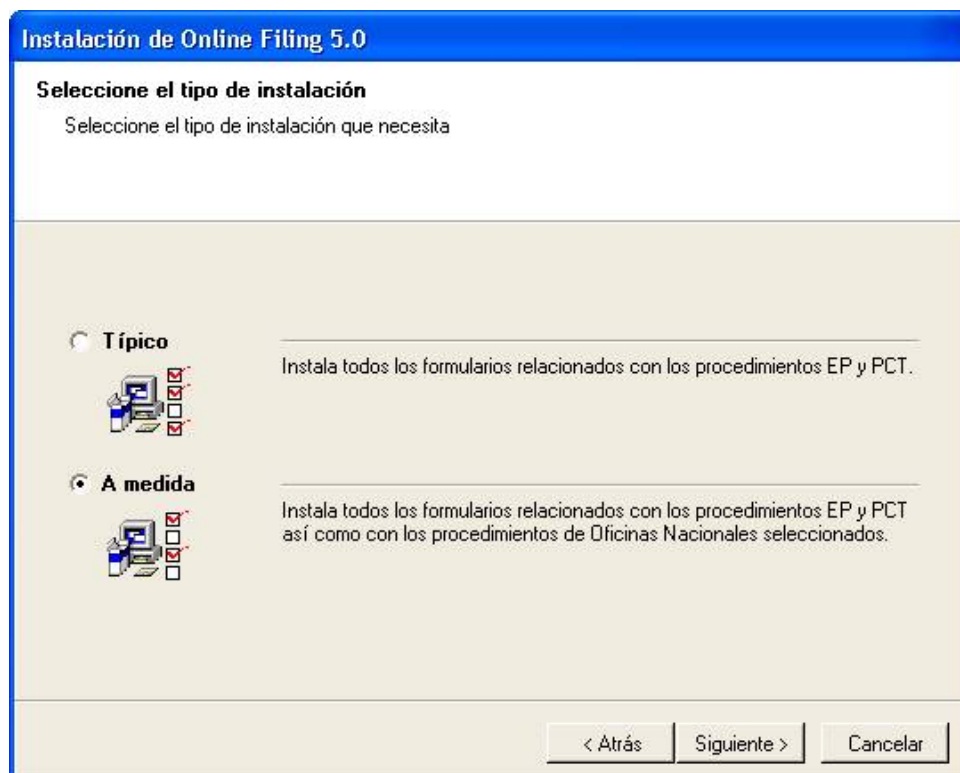 Instalación de Online Filing 5.0
Seleccione el tipo de instalación
Seleccione el tipo de instalación que necesita
Típico
Instala todos los formularios relacionados con los procedimientos EP y PCT.
A medida
Instala todos los formularios relacionados con los procedimientos EP y PCT
así como con los procedimientos de Oficinas Nacionales seleccionados.
< Atrás
Siguiente >
Cancelar